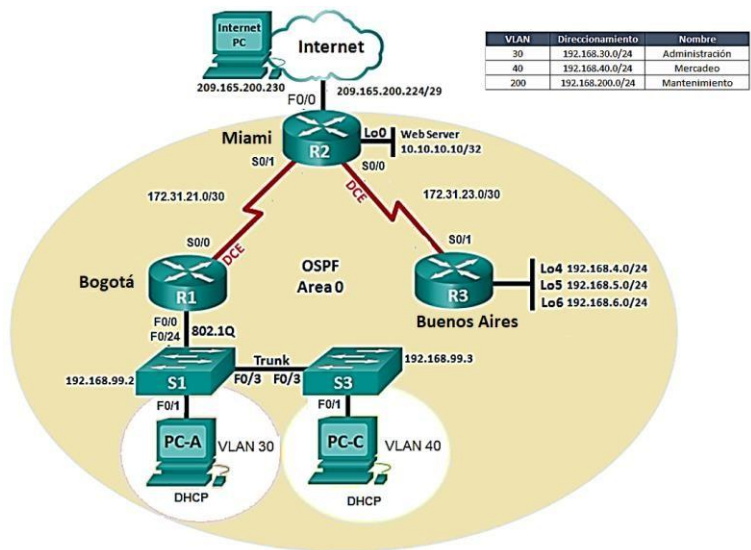 Internet
PC
Internet
209.165.200.230
F0/0
209.165.200.224/29
VLAN Direccionamiento Nombre
30 192.168.30.0/24 Administración
40 192.168.40.0/24 Mercadeo
200 192.168.200.0/24 Mantenimiento
Miami
R2
Lo0
Web Server
10.10.10.10/32
S0/1
S0/0
DCE
172.31.21.0/30
172.31.23.0/30
S0/0
DCE
S0/1
OSPF
Area 0
Bogotá
R1
R3
Buenos Aires
Lo4 192.168.4.0/24
Lo5 192.168.5.0/24
Lo6 192.168.6.0/24
F0/0
F0/24
802.1Q
192.168.99.2
S1
Trunk
F0/3 F0/3
S3
192.168.99.3
F0/1
F0/1
PC-A
VLAN 30
DHCP
PC-C
VLAN 40
DHCP